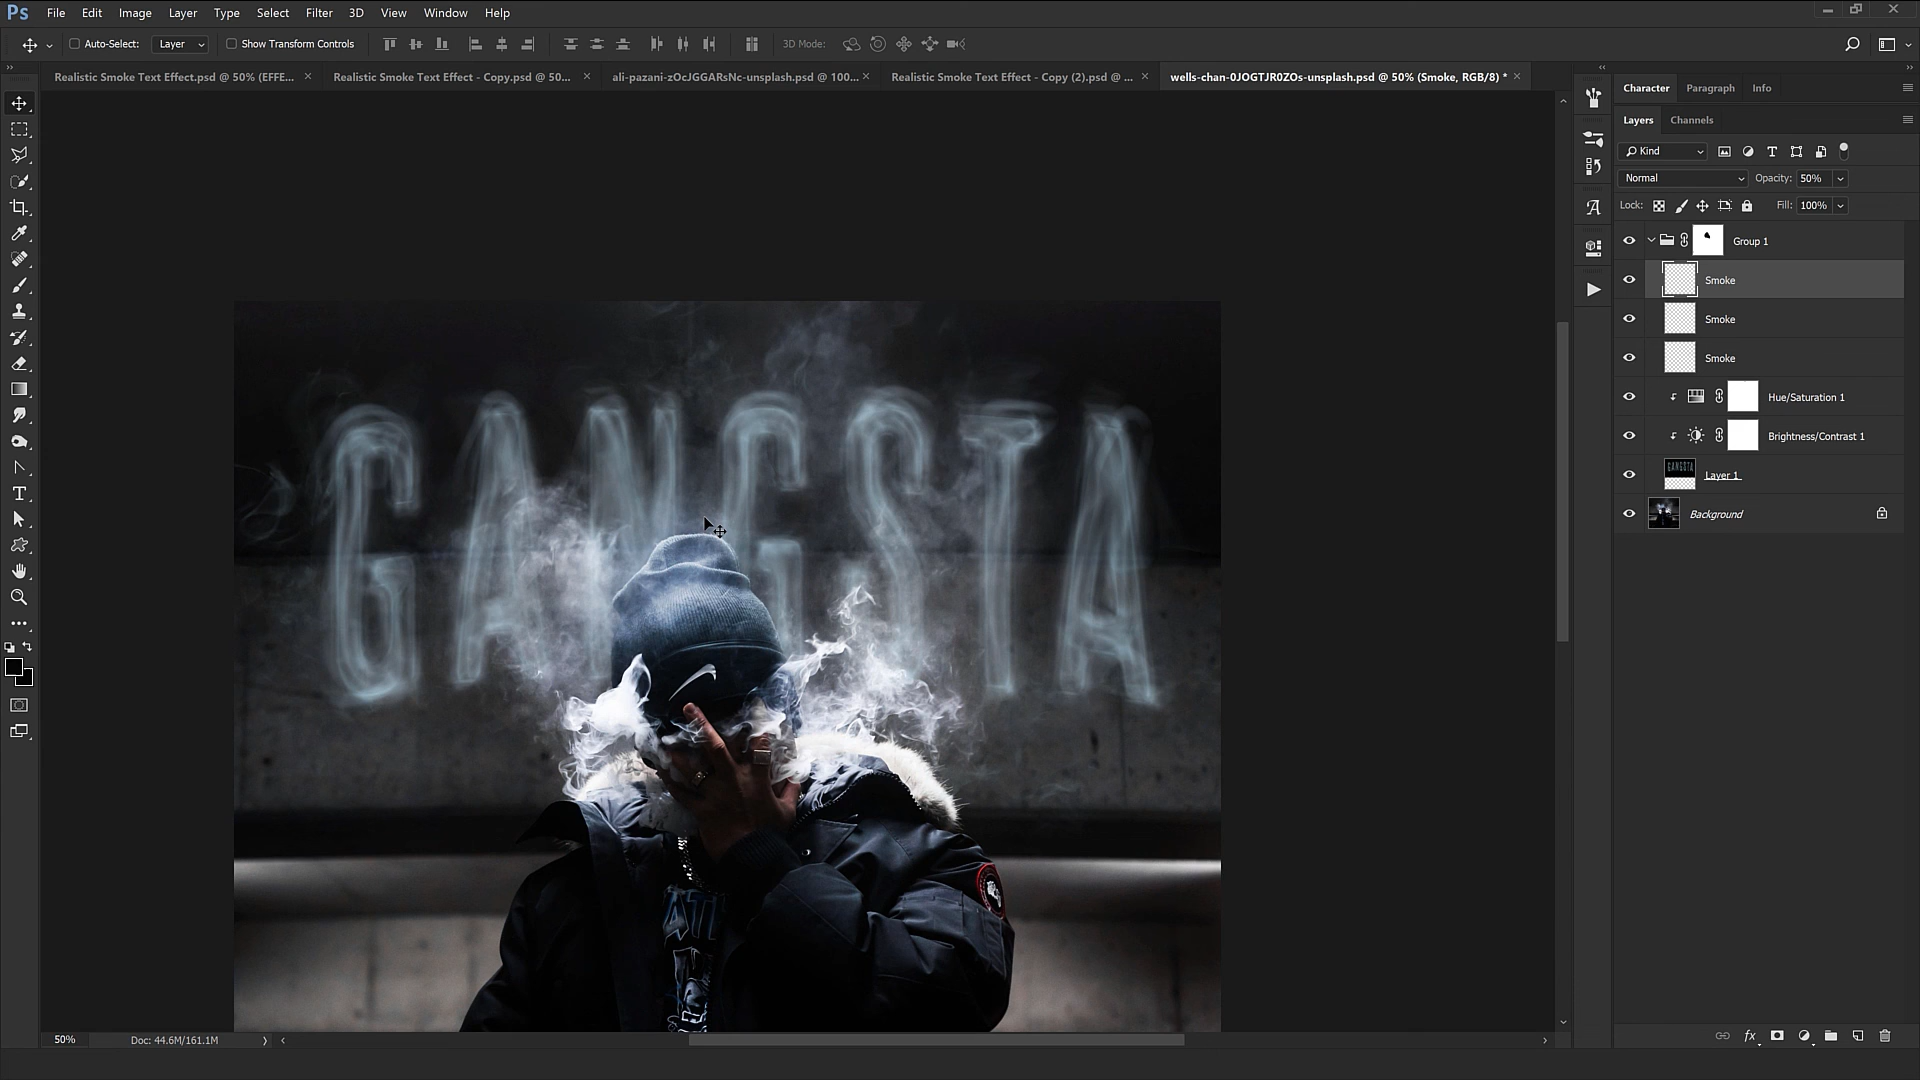 Ps File Edit Image Layer Type Select Filter 3D View Window Help
Auto-Select: Layer Show Transform Controls 3D Mode:
Realistic Smoke Text Effect.psd @ 50% (EFFE... × Realistic Smoke Text Effect - Copy.psd @ 50... × ali-pazani-zOcJGGARsNc-unsplash.psd @ 100... × Realistic Smoke Text Effect - Copy (2).psd @ ... × wells-chan-0JOGTJR0ZOs-unsplash.psd @ 50% (Smoke, RGB/8) * ×
Character Paragraph Info
Layers Channels
Kind
Normal Opacity: 50%
Lock: Fill: 100%
Group 1
Smoke
Smoke
Smoke
Hue/Saturation 1
Brightness/Contrast 1
GANGSTA Layer 1
Background
GANGSTA
50% Doc: 44.6M/161.1M
fx